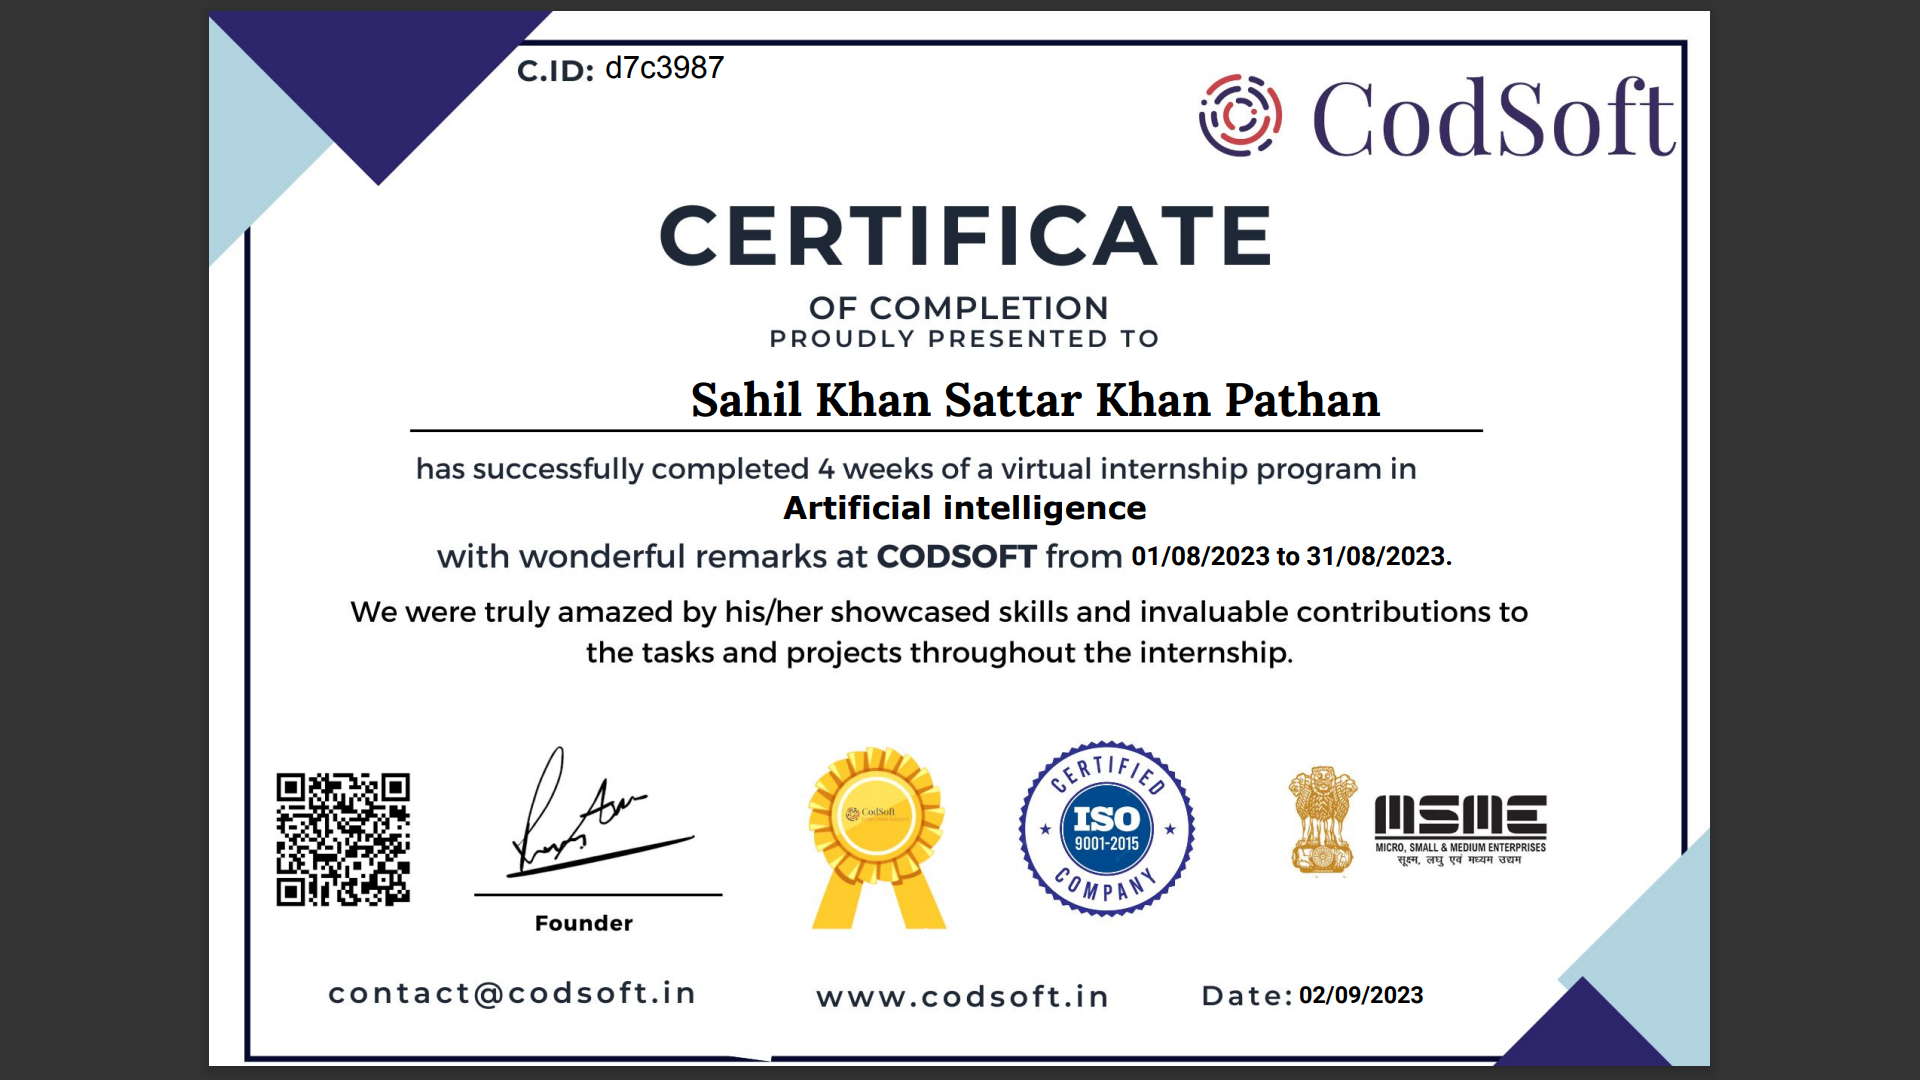 C.ID: d7c3987
CodSoft
CERTIFICATE
OF COMPLETION
PROUDLY PRESENTED TO
Sahil Khan Sattar Khan Pathan
has successfully completed 4 weeks of a virtual internship program in
Artificial intelligence
with wonderful remarks at CODSOFT from 01/08/2023 to 31/08/2023.
We were truly amazed by his/her showcased skills and invaluable contributions to
the tasks and projects throughout the internship.
CodSoft
CERTIFIED
ISO
9001-2015
COMPANY
MSME
MICRO, SMALL & MEDIUM ENTERPRISES
सूक्ष्म, लघु एवं मध्यम उद्यम
Founder
contact@codsoft.in
www.codsoft.in
Date: 02/09/2023